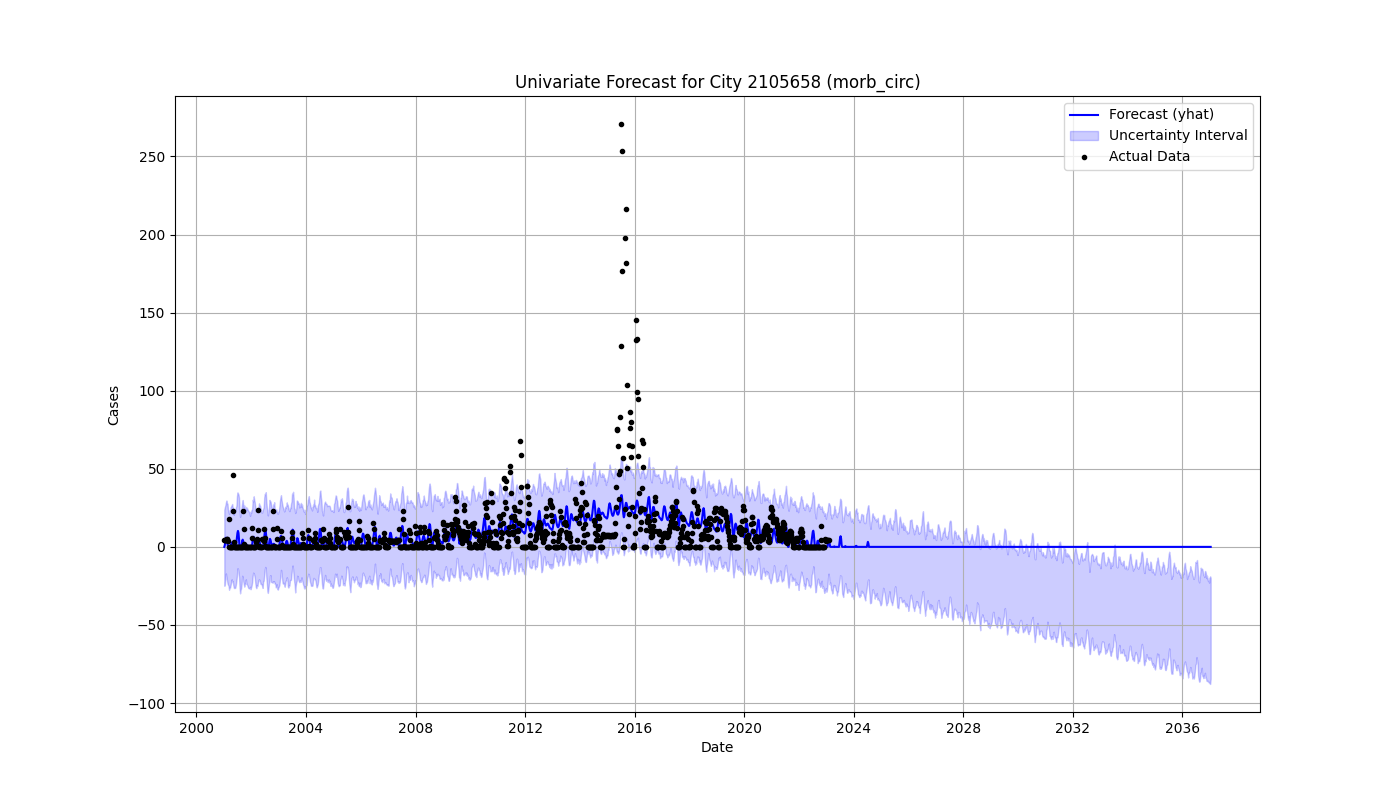 Univariate Forecast for City 2105658 (morb_circ)
Forecast (yhat)
Uncertainty Interval
Actual Data
Cases
250
200
150
100
50
0
−50
−100
2000 2004 2008 2012 2016 2020 2024 2028 2032 2036
Date